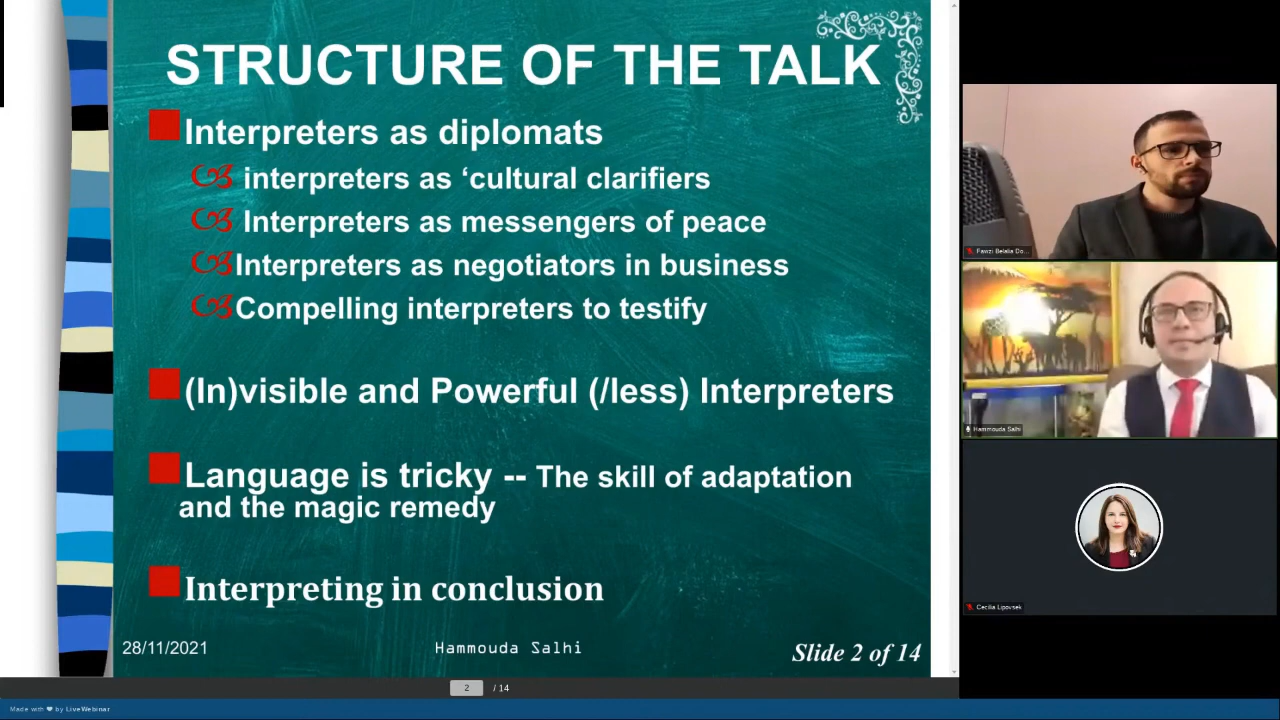 STRUCTURE OF THE TALK
Interpreters as diplomats
interpreters as ‘cultural clarifiers
Interpreters as messengers of peace
Interpreters as negotiators in business
Compelling interpreters to testify
(In)visible and Powerful (/less) Interpreters
Language is tricky -- The skill of adaptation
and the magic remedy
Interpreting in conclusion
28/11/2021
Hammouda Salhi
Slide 2 of 14
2 / 14
Made with ❤ by LiveWebinar
Fawzi Belalia Do...
Hammouda Salhi
Cecilia Lipovsek